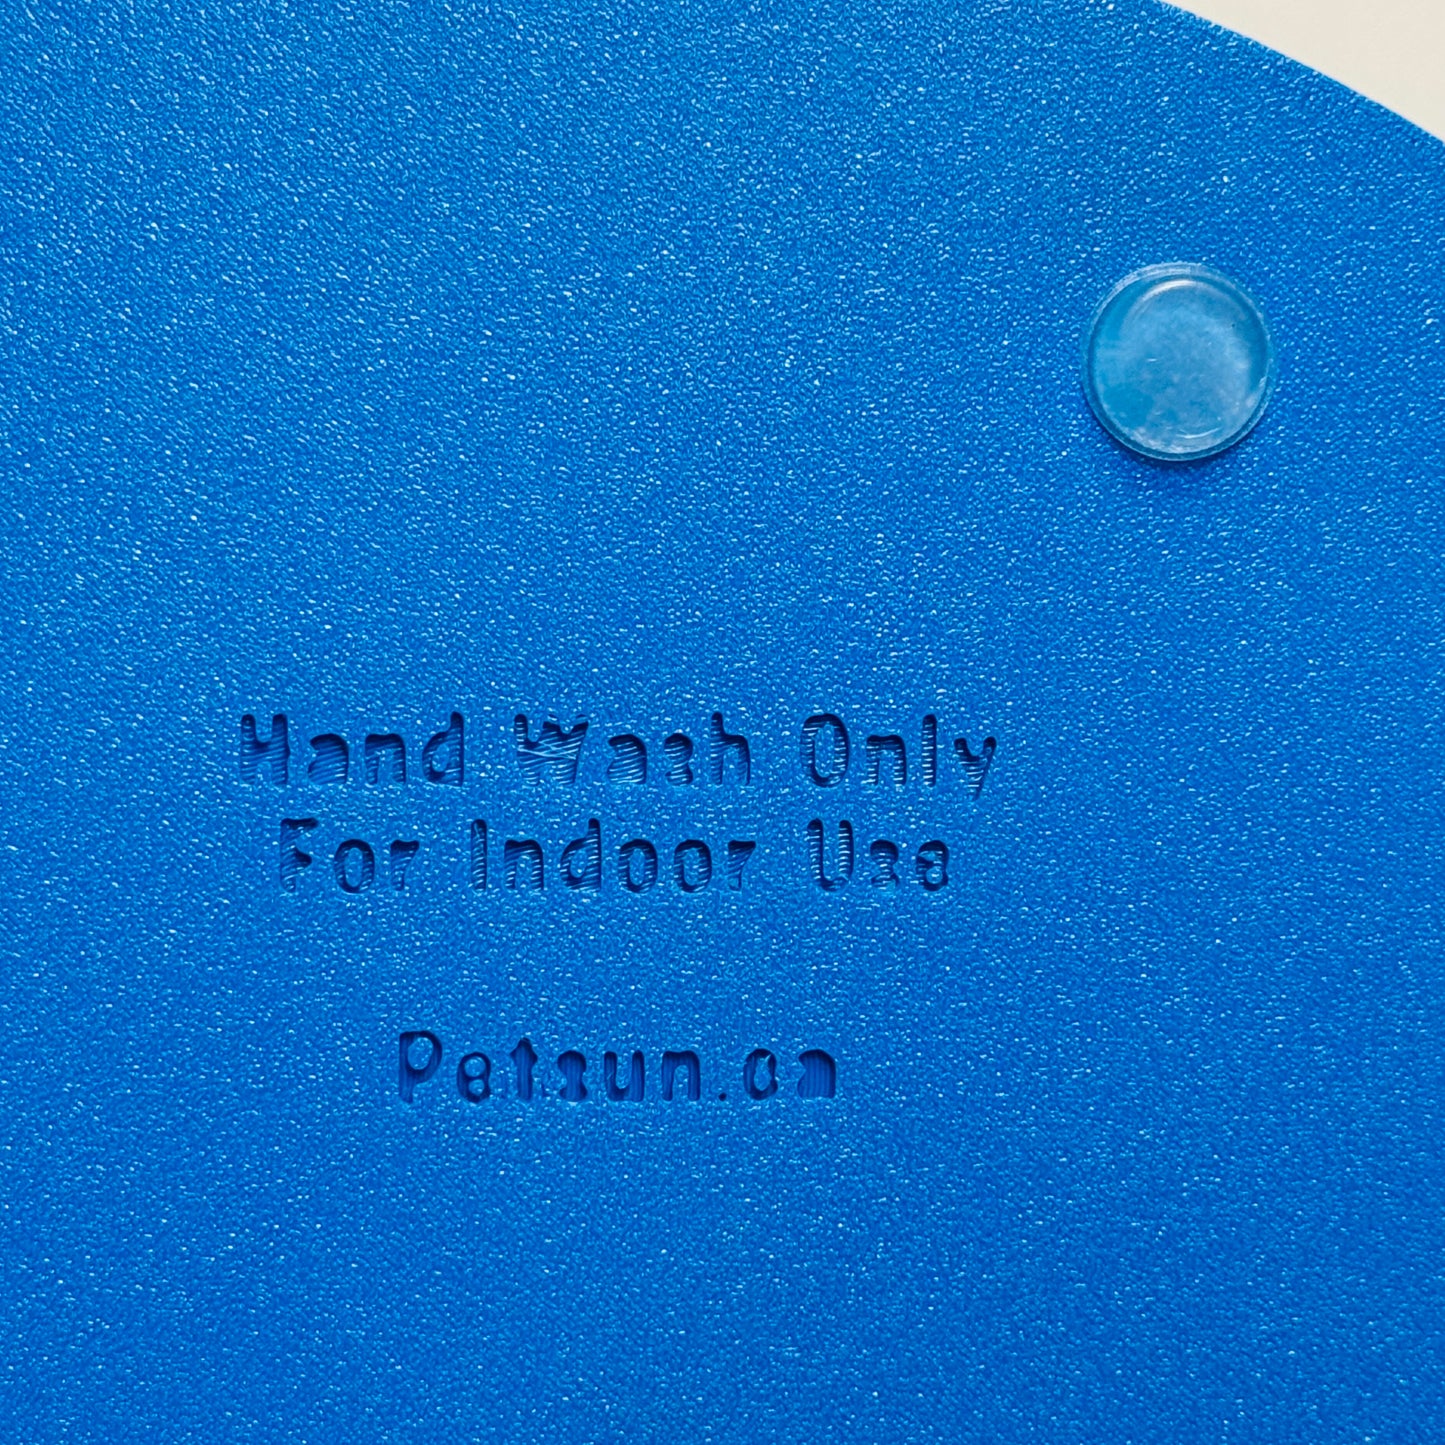 Hand Wash Only
For Indoor Use
Petsun.ca